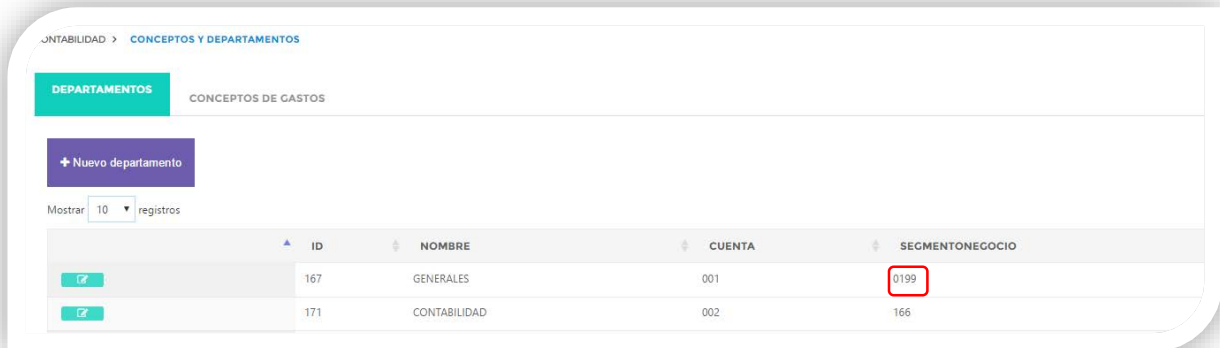 ONTABILIDAD > CONCEPTOS Y DEPARTAMENTOS
DEPARTAMENTOS CONCEPTOS DE GASTOS
+ Nuevo departamento
Mostrar 10 registros
ID NOMBRE CUENTA SEGMENTONEGOCIO
167 GENERALES 001 0199
171 CONTABILIDAD 002 166